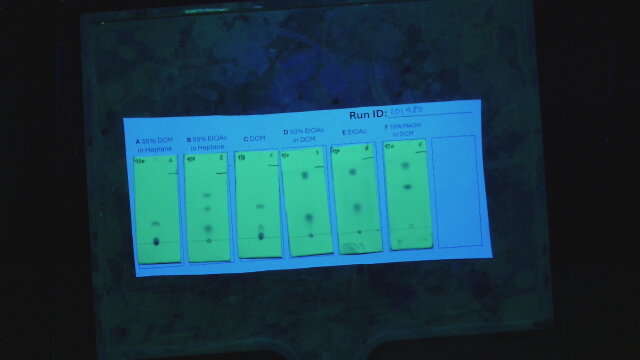 Run ID: 101980
A 50% DCM
in Heptane
B 50% EtOAc
in Heptane
C DCM
D 50% EtOAc
in DCM
E EtOAc
F 10% MeOH
in DCM